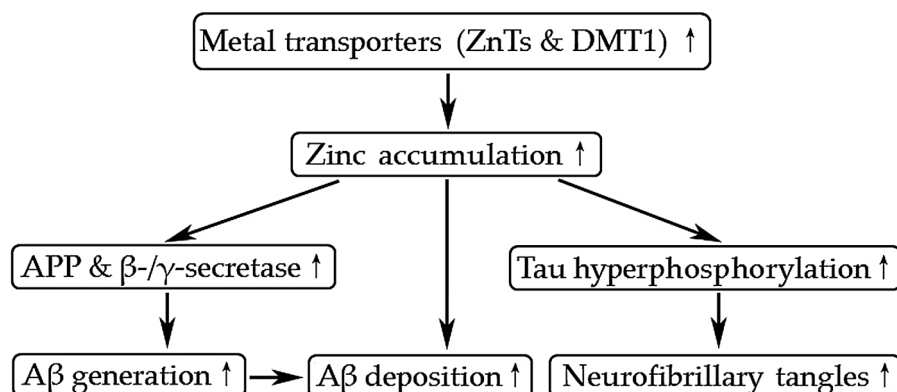 Metal transporters (ZnTs & DMT1) ↑
Zinc accumulation ↑
APP & β-/γ-secretase ↑
Tau hyperphosphorylation ↑
Aβ generation ↑
Aβ deposition ↑
Neurofibrillary tangles ↑